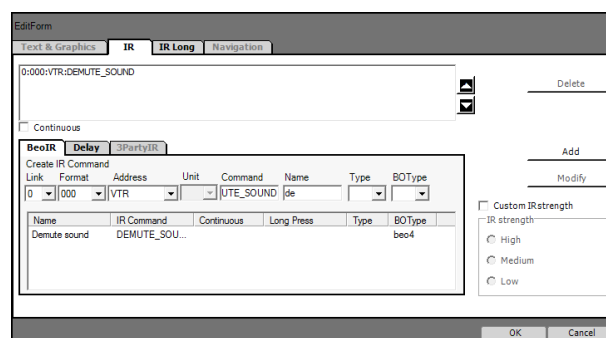 EditForm
Text & Graphics IR IR Long Navigation
0:000:VTR:DEMUTE_SOUND
Delete
Continuous
BeoIR Delay 3PartyIR
Add
Create IR Command
Link Format Address Unit Command Name Type BOType
Modify
0 000 VTR UTE_SOUND de
Custom IRstrength
IR strength
Name IR Command Continuous Long Press Type BOType
Demute sound DEMUTE_SOU... beo4
High
Medium
Low
OK Cancel